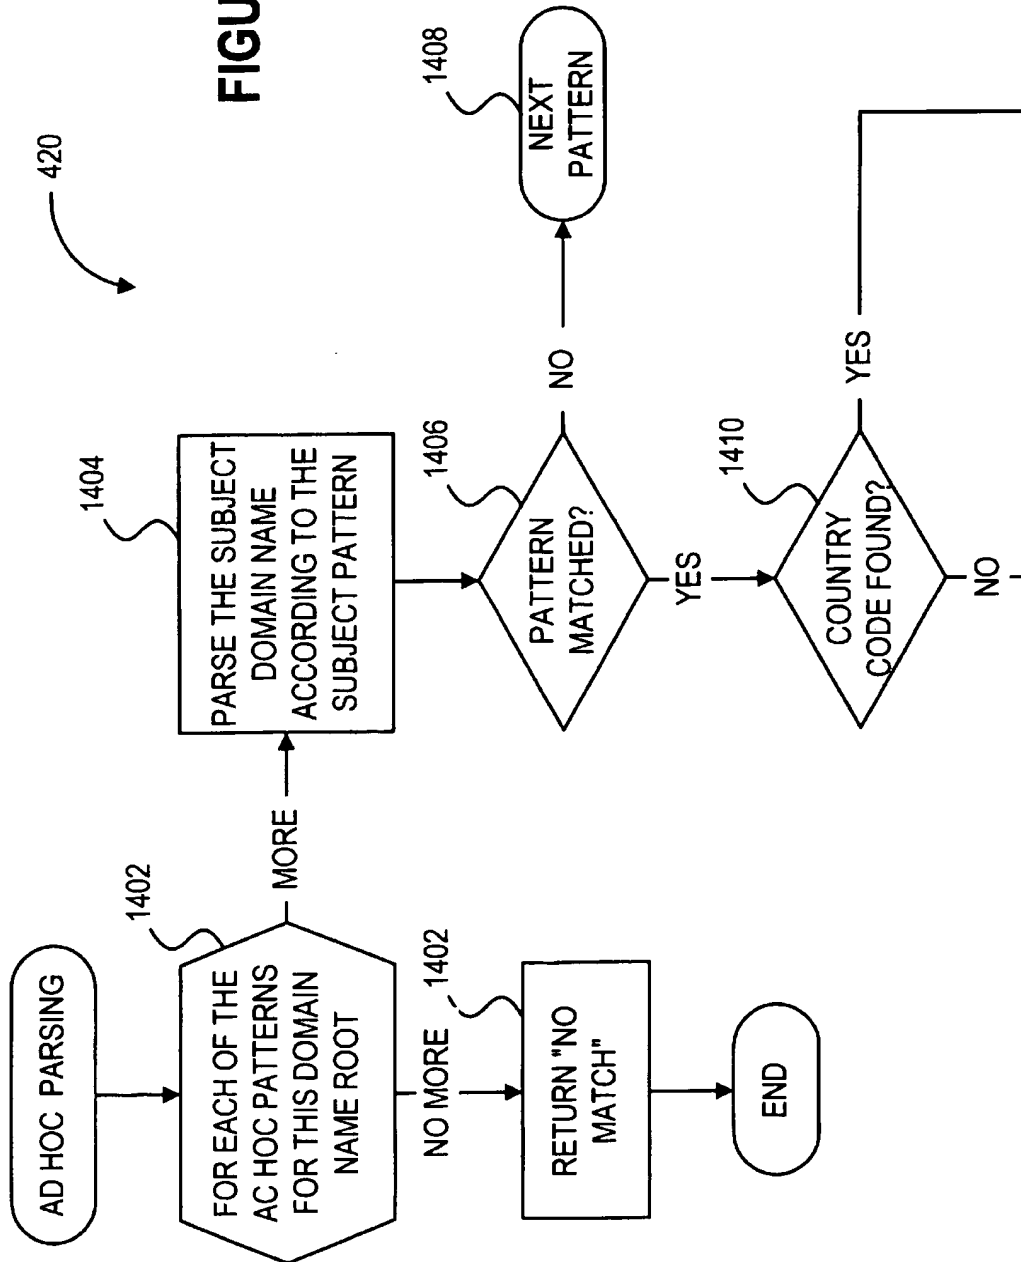 FIGU
420
AD HOC PARSING
1402
FOR EACH OF THE
AC HOC PATTERNS
FOR THIS DOMAIN
NAME ROOT
MORE
NO MORE
1402
RETURN "NO
MATCH"
END
1404
PARSE THE SUBJECT
DOMAIN NAME
ACCORDING TO THE
SUBJECT PATTERN
1406
PATTERN
MATCHED?
NO
1408
NEXT
PATTERN
YES
1410
COUNTRY
CODE FOUND?
YES
NO